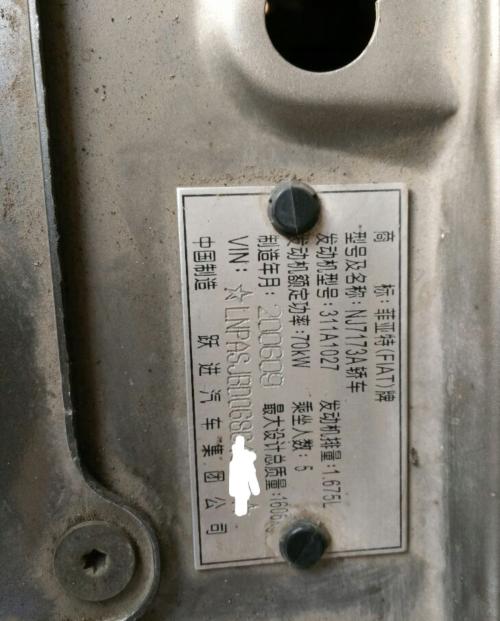 商 标：菲亚特(FIAT)牌
型号及名称：NJ7173A轿车
发动机型号：311A1027 发动机排量：1.675L
发动机额定功率：70kW 乘坐人数：5
制造年月：200609 最大设计总质量：1605
VIN：☆LNPASJBD068
中国制造 跃进汽车集团公司